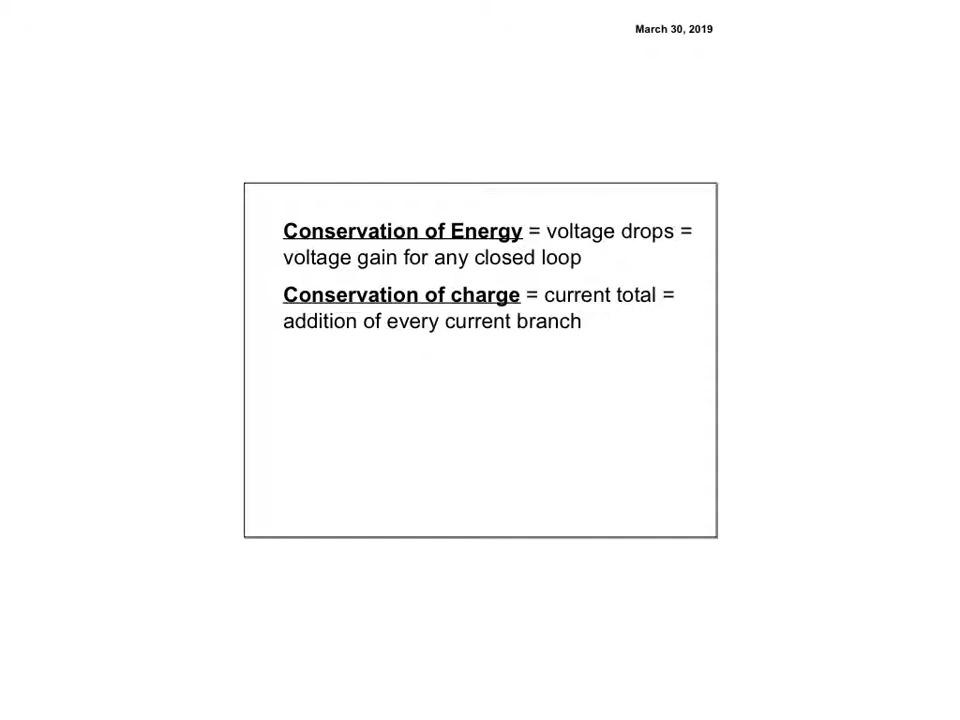 March 30, 2019
Conservation of Energy = voltage drops =
voltage gain for any closed loop
Conservation of charge = current total =
addition of every current branch